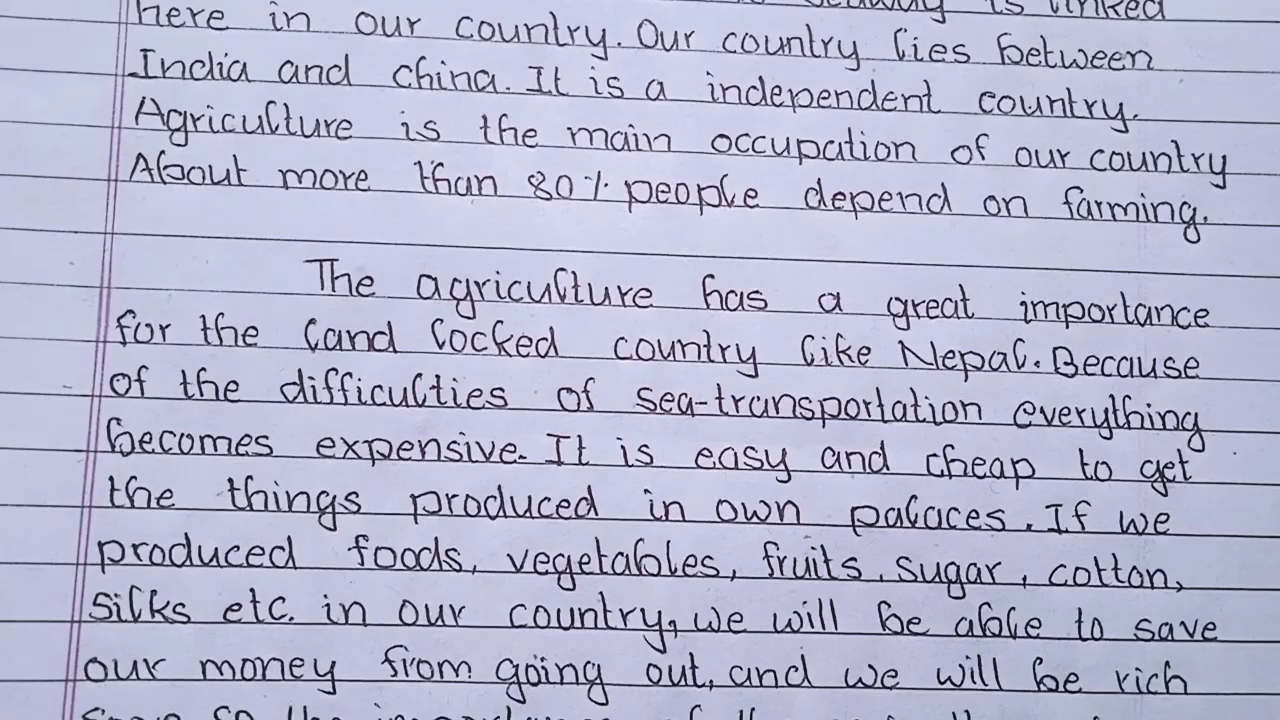 is linked
here in our country. Our country lies between
India and china. It is a independent country.
Agriculture is the main occupation of our country
About more than 80% people depend on farming.
The agriculture has a great importance
for the land locked country like Nepal. Because
of the difficulties of sea-transportation everything
becomes expensive. It is easy and cheap to get
the things produced in own palaces. If we
produced foods, vegetables, fruits, sugar, cotton,
silks etc. in our country, we will be able to save
our money from going out, and we will be rich